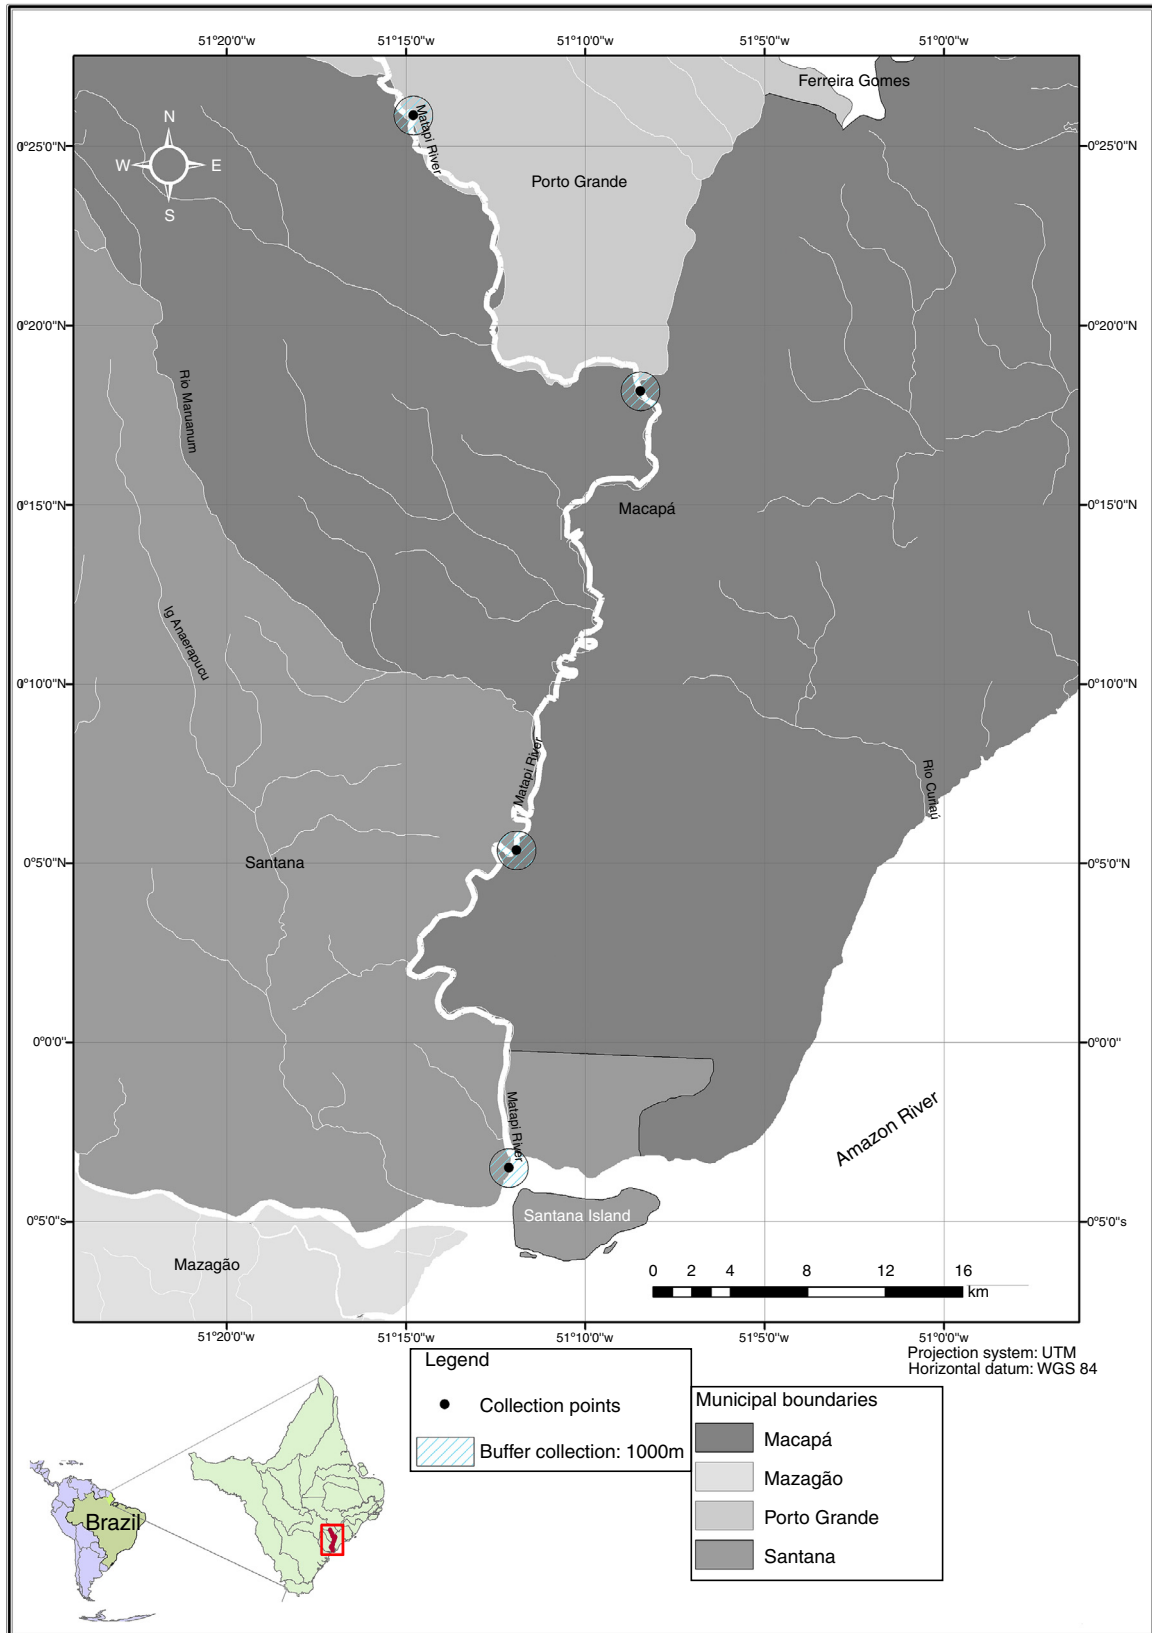 51°20'0"w 51°15'0"w 51°10'0"w 51°5'0"w 51°0'0"w
Ferreira Gomes
Matapi River
N
W E
S
0°25'0"N 0°25'0"N
Porto Grande
0°20'0"N 0°20'0"N
Rio Maruanum
0°15'0"N 0°15'0"N
Macapá
Ig Anaerapucu
0°10'0"N 0°10'0"N
Matapi River
Rio Curiaú
0°5'0"N 0°5'0"N
Santana
0°0'0" 0°0'0"
Matapi River
Amazon River
0°5'0"s 0°5'0"s
Santana Island
Mazagão
0 2 4 8 12 16
km
51°20'0"w 51°15'0"w 51°10'0"w 51°5'0"w 51°0'0"w
Projection system: UTM
Horizontal datum: WGS 84
Legend
Collection points
Buffer collection: 1000m
Municipal boundaries
Macapá
Mazagão
Porto Grande
Santana
Brazil